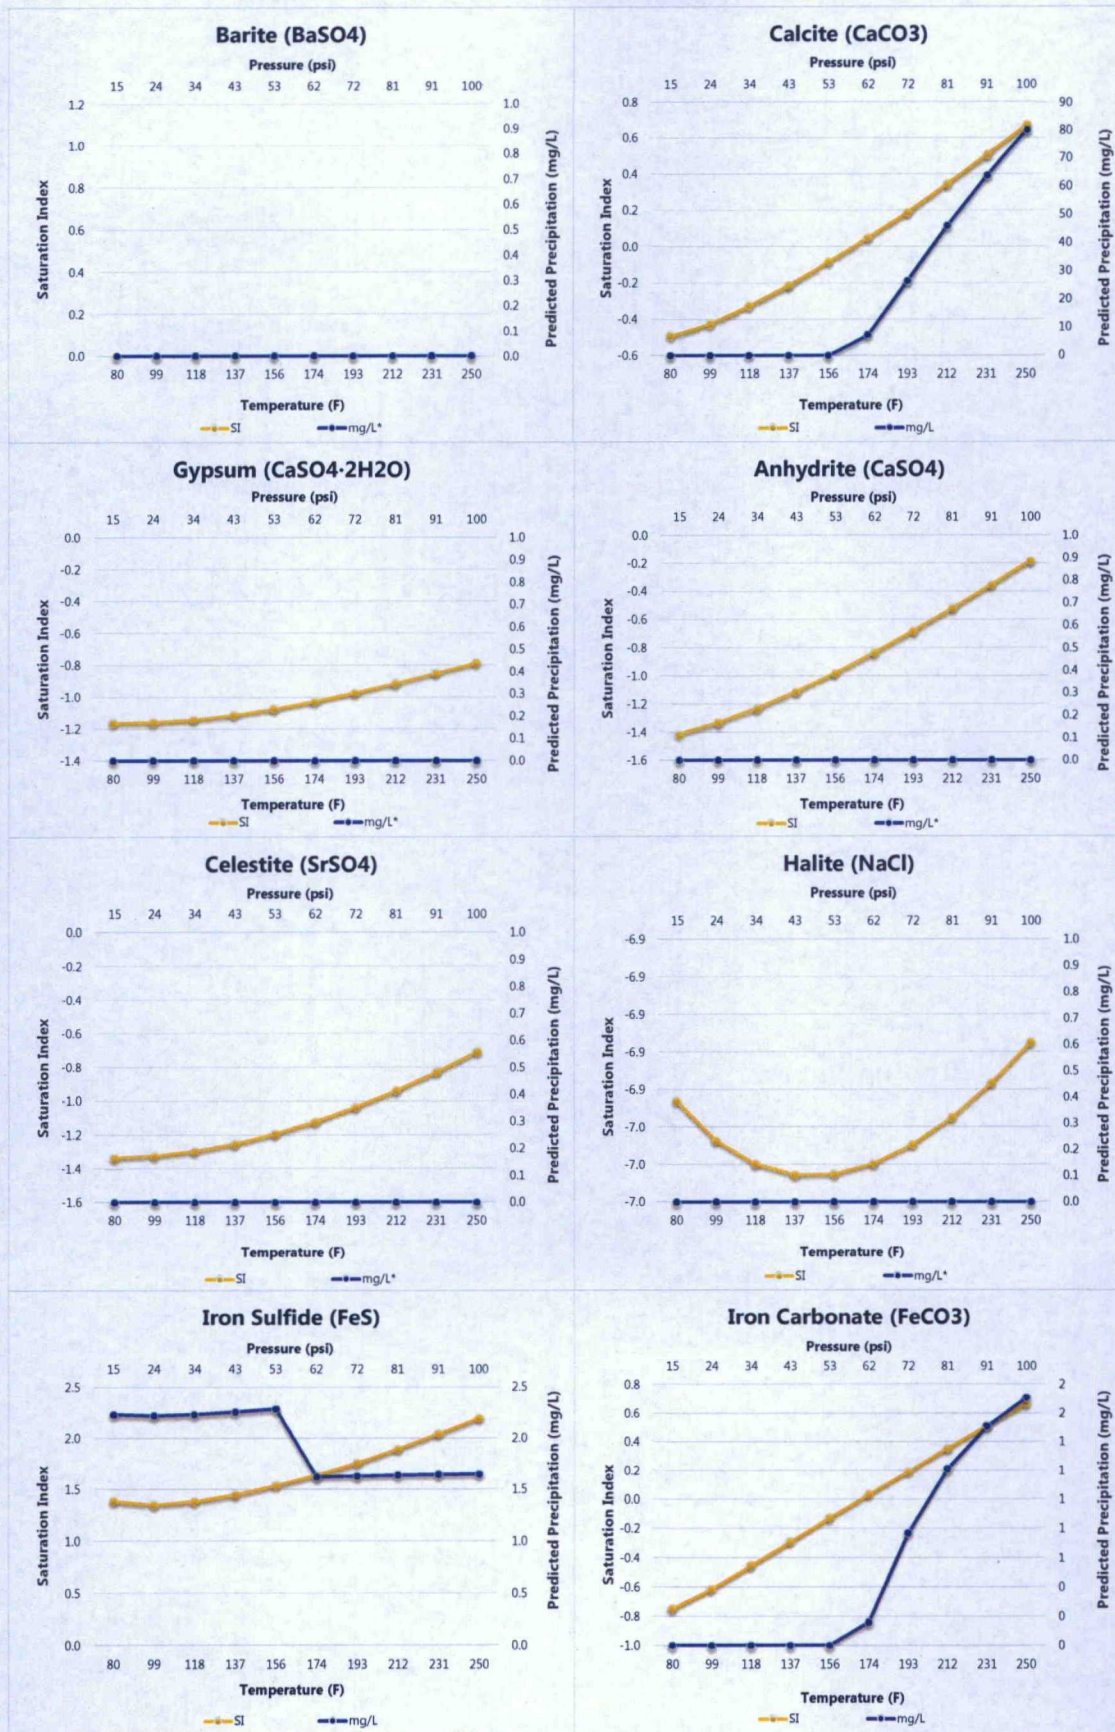 Barite (BaSO4)
Pressure (psi)
15 24 34 43 53 62 72 81 91 100
1.2
1.0
0.8
0.6
0.4
0.2
0.0
Saturation Index
1.0
0.9
0.8
0.7
0.6
0.5
0.4
0.3
0.2
0.1
0.0
Predicted Precipitation (mg/L)
80 99 118 137 156 174 193 212 231 250
Temperature (F)
SI mg/L*
Calcite (CaCO3)
Pressure (psi)
15 24 34 43 53 62 72 81 91 100
0.8
0.6
0.4
0.2
0.0
-0.2
-0.4
-0.6
Saturation Index
90
80
70
60
50
40
30
20
10
0
Predicted Precipitation (mg/L)
80 99 118 137 156 174 193 212 231 250
Temperature (F)
SI mg/L
Gypsum (CaSO4·2H2O)
Pressure (psi)
15 24 34 43 53 62 72 81 91 100
0.0
-0.2
-0.4
-0.6
-0.8
-1.0
-1.2
-1.4
Saturation Index
1.0
0.9
0.8
0.7
0.6
0.5
0.4
0.3
0.2
0.1
0.0
Predicted Precipitation (mg/L)
80 99 118 137 156 174 193 212 231 250
Temperature (F)
SI mg/L*
Anhydrite (CaSO4)
Pressure (psi)
15 24 34 43 53 62 72 81 91 100
0.0
-0.2
-0.4
-0.6
-0.8
-1.0
-1.2
-1.4
-1.6
Saturation Index
1.0
0.9
0.8
0.7
0.6
0.5
0.4
0.3
0.2
0.1
0.0
Predicted Precipitation (mg/L)
80 99 118 137 156 174 193 212 231 250
Temperature (F)
SI mg/L*
Celestite (SrSO4)
Pressure (psi)
15 24 34 43 53 62 72 81 91 100
0.0
-0.2
-0.4
-0.6
-0.8
-1.0
-1.2
-1.4
-1.6
Saturation Index
1.0
0.9
0.8
0.7
0.6
0.5
0.4
0.3
0.2
0.1
0.0
Predicted Precipitation (mg/L)
80 99 118 137 156 174 193 212 231 250
Temperature (F)
SI mg/L*
Halite (NaCl)
Pressure (psi)
15 24 34 43 53 62 72 81 91 100
-6.9
-6.9
-6.9
-6.9
-6.9
-7.0
-7.0
-7.0
Saturation Index
1.0
0.9
0.8
0.7
0.6
0.5
0.4
0.3
0.2
0.1
0.0
Predicted Precipitation (mg/L)
80 99 118 137 156 174 193 212 231 250
Temperature (F)
SI mg/L*
Iron Sulfide (FeS)
Pressure (psi)
15 24 34 43 53 62 72 81 91 100
2.5
2.0
1.5
1.0
0.5
0.0
Saturation Index
2.5
2.0
1.5
1.0
0.5
0.0
Predicted Precipitation (mg/L)
80 99 118 137 156 174 193 212 231 250
Temperature (F)
SI mg/L
Iron Carbonate (FeCO3)
Pressure (psi)
15 24 34 43 53 62 72 81 91 100
0.8
0.6
0.4
0.2
0.0
-0.2
-0.4
-0.6
-0.8
-1.0
Saturation Index
2
2
1
1
1
1
1
0
0
0
Predicted Precipitation (mg/L)
80 99 118 137 156 174 193 212 231 250
Temperature (F)
SI mg/L